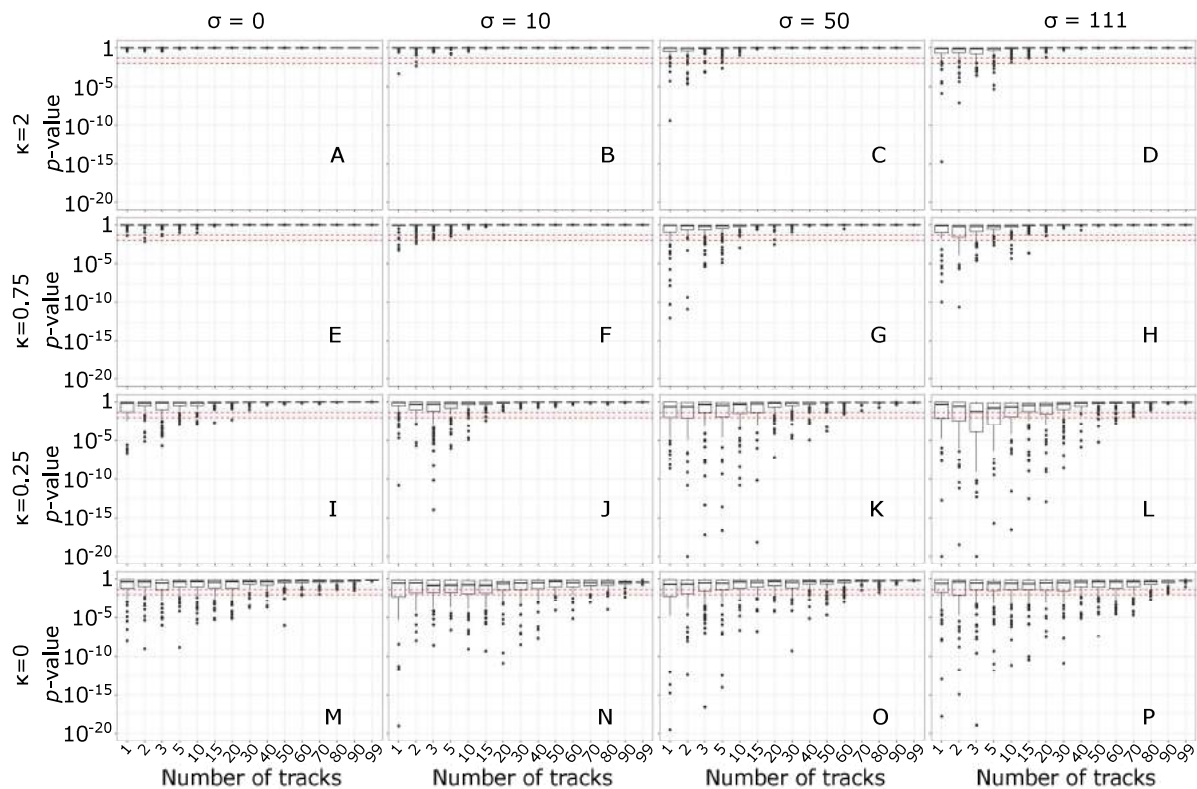 σ = 0 σ = 10 σ = 50 σ = 111
κ=2
p-value
1
10-5
10-10
10-15
10-20
A B C D
κ=0.75
p-value
1
10-5
10-10
10-15
10-20
E F G H
κ=0.25
p-value
1
10-5
10-10
10-15
10-20
I J K L
κ=0
p-value
1
10-5
10-10
10-15
10-20
M N O P
1 2 3 5 10 15 20 30 40 50 60 70 80 90 99 1 2 3 5 10 15 20 30 40 50 60 70 80 90 99 1 2 3 5 10 15 20 30 40 50 60 70 80 90 99 1 2 3 5 10 15 20 30 40 50 60 70 80 90 99
Number of tracks Number of tracks Number of tracks Number of tracks